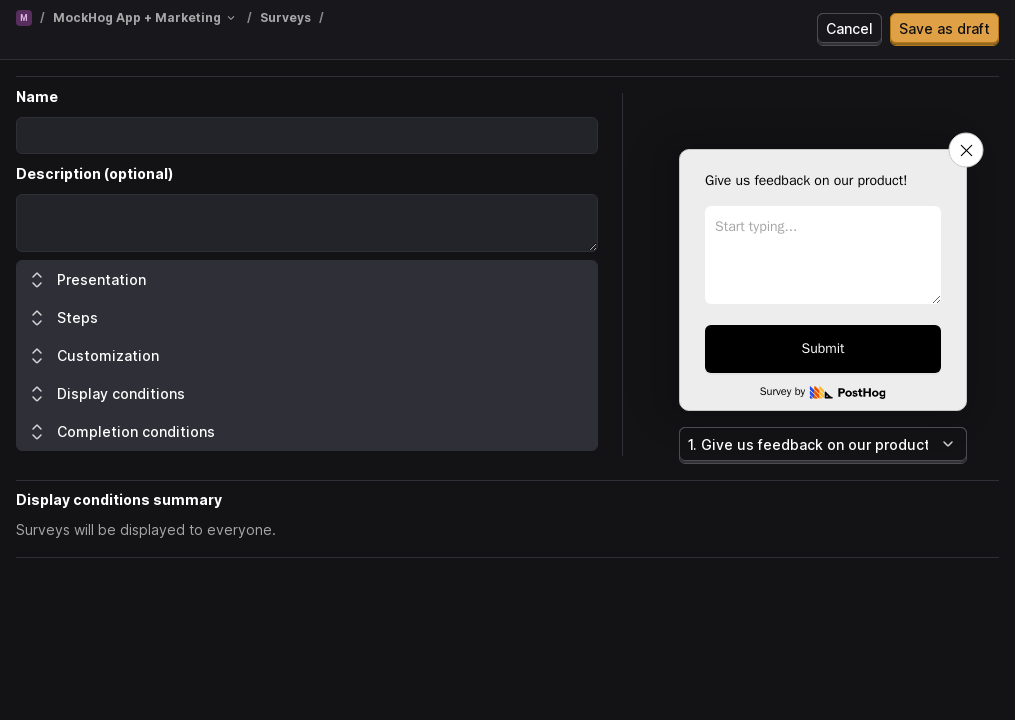 M / MockHog App + Marketing / Surveys /
Cancel
Save as draft
Name
Description (optional)
Presentation
Steps
Customization
Display conditions
Completion conditions
Give us feedback on our product!
Start typing...
Submit
Survey by PostHog
1. Give us feedback on our product
Display conditions summary
Surveys will be displayed to everyone.